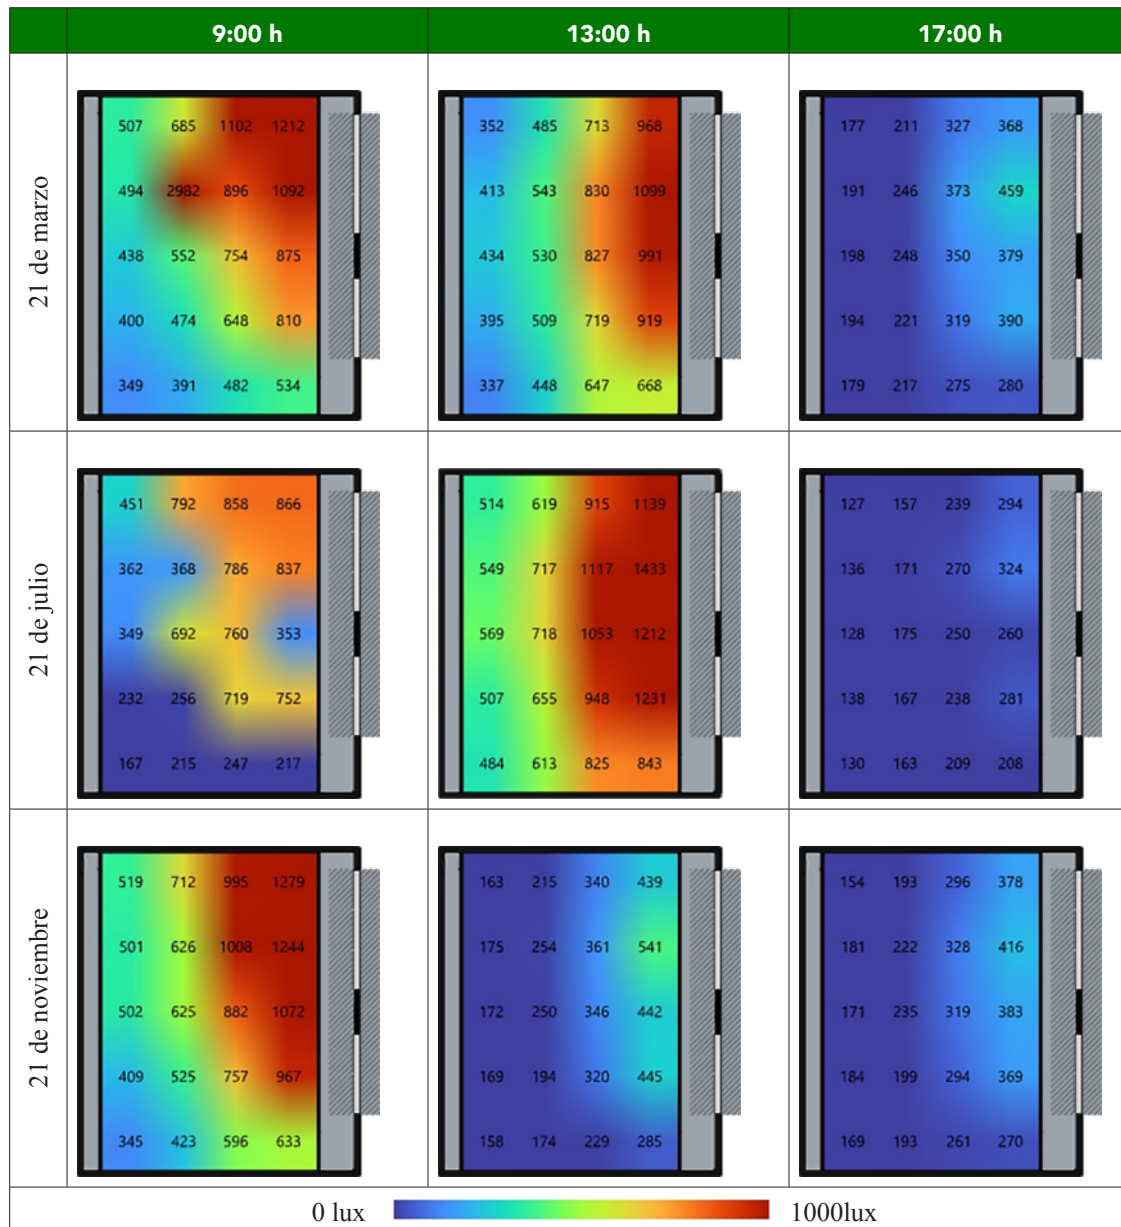 9:00 h 13:00 h 17:00 h
21 de marzo
507 685 1102 1212
494 2982 896 1092
438 552 754 875
400 474 648 810
349 391 482 534
352 485 713 968
413 543 830 1099
434 530 827 991
395 509 719 919
337 448 647 668
177 211 327 368
191 246 373 459
198 248 350 379
194 221 319 390
179 217 275 280
21 de julio
451 792 858 866
362 368 786 837
349 692 760 353
232 256 719 752
167 215 247 217
514 619 915 1139
549 717 1117 1433
569 718 1053 1212
507 655 948 1231
484 613 825 843
127 157 239 294
136 171 270 324
128 175 250 260
138 167 238 281
130 163 209 208
21 de noviembre
519 712 995 1279
501 626 1008 1244
502 625 882 1072
409 525 757 967
345 423 596 633
163 215 340 439
175 254 361 541
172 250 346 442
169 194 320 445
158 174 229 285
154 193 296 378
181 222 328 416
171 235 319 383
184 199 294 369
169 193 261 270
0 lux 1000lux